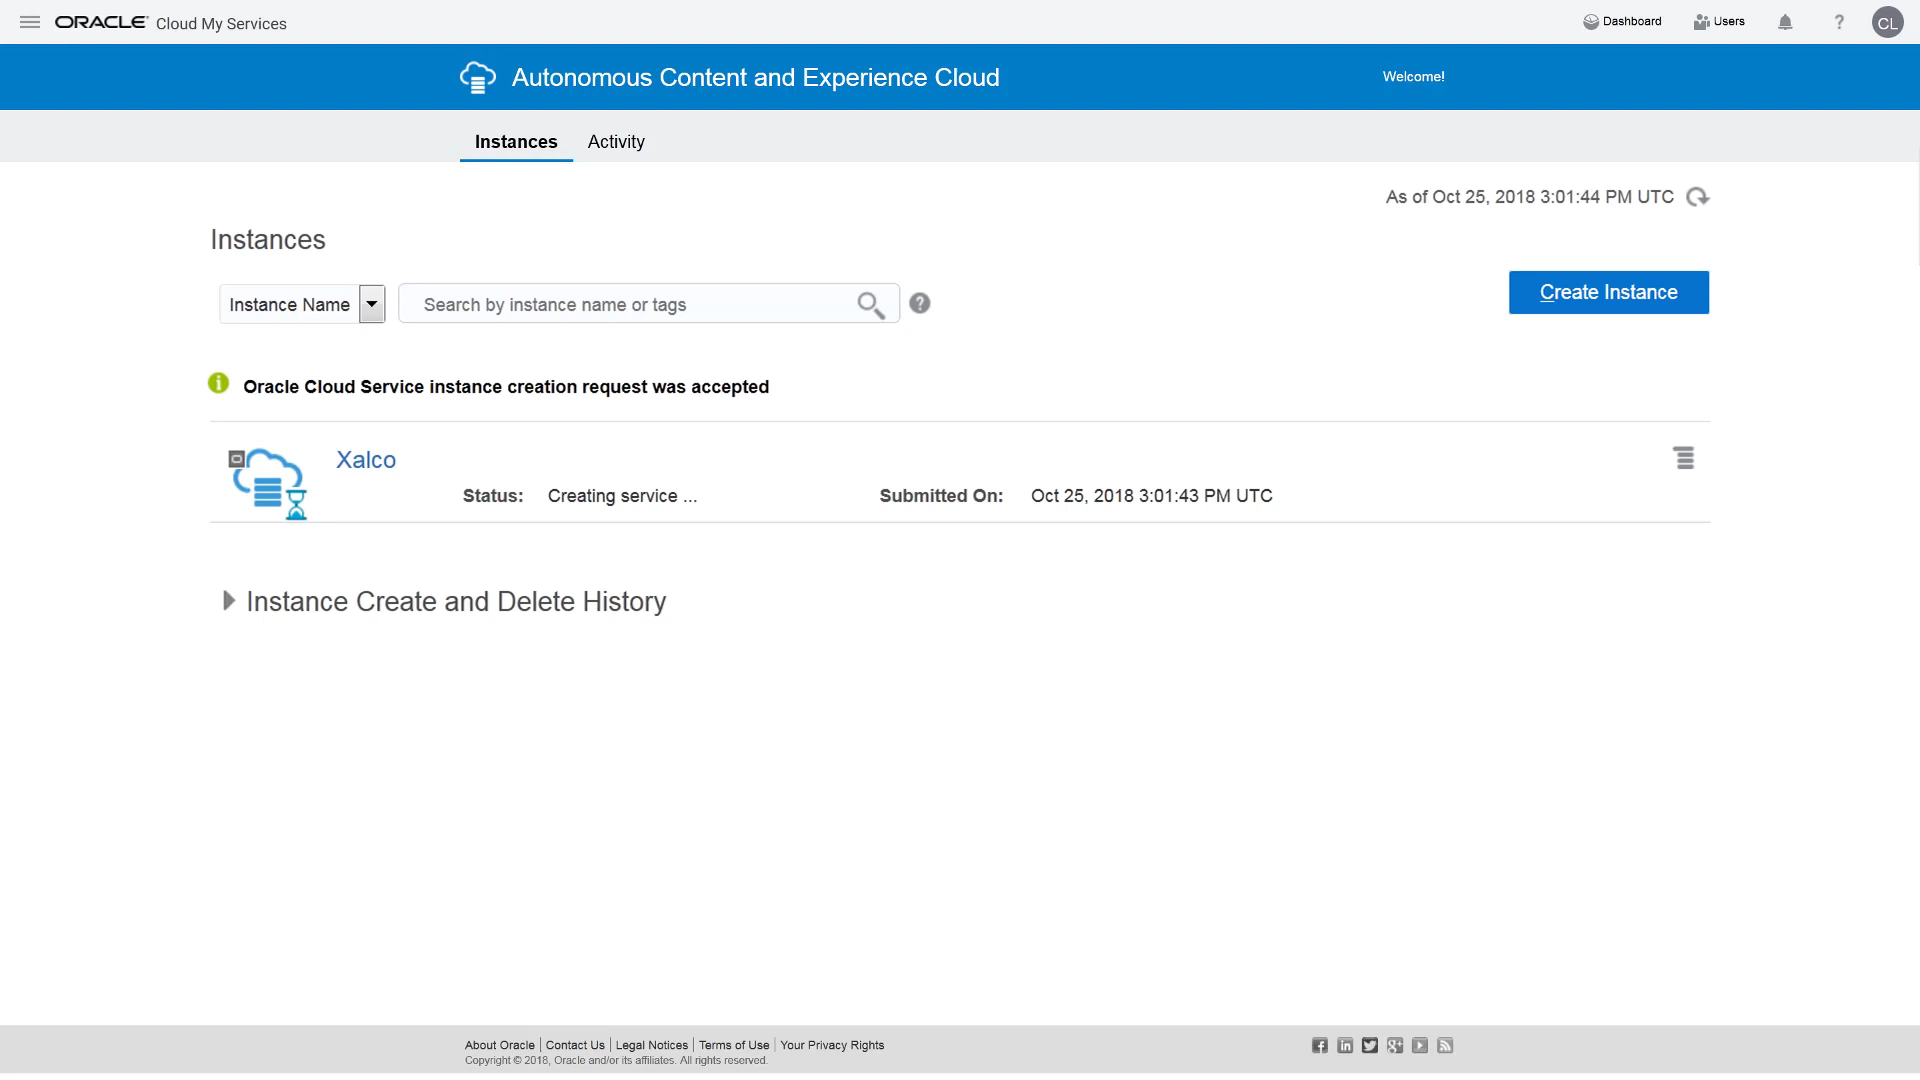 ORACLE Cloud My Services
Dashboard
Users
?
CL
Autonomous Content and Experience Cloud
Welcome!
Instances
Activity
As of Oct 25, 2018 3:01:44 PM UTC
Instances
Instance Name
Search by instance name or tags
?
Create Instance
Oracle Cloud Service instance creation request was accepted
Xalco
Status: Creating service ...
Submitted On: Oct 25, 2018 3:01:43 PM UTC
Instance Create and Delete History
About Oracle | Contact Us | Legal Notices | Terms of Use | Your Privacy Rights
Copyright © 2018, Oracle and/or its affiliates. All rights reserved.